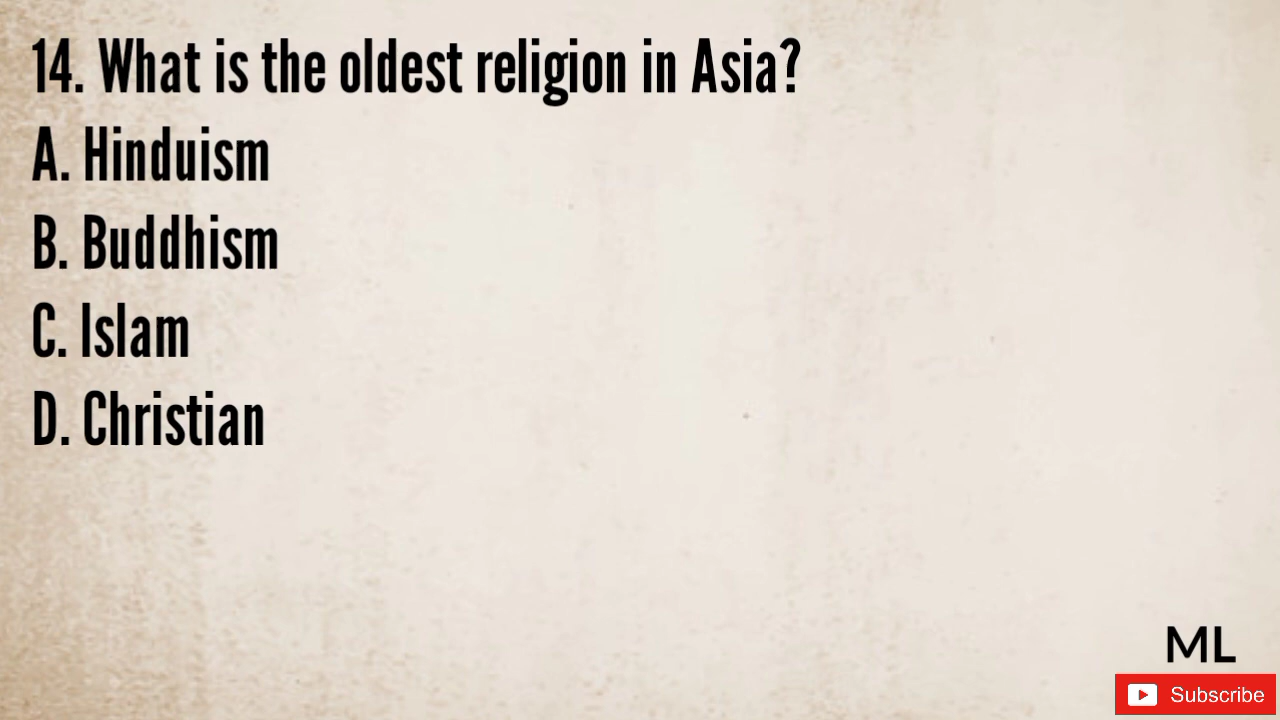 14. What is the oldest religion in Asia?
A. Hinduism
B. Buddhism
C. Islam
D. Christian
ML
Subscribe